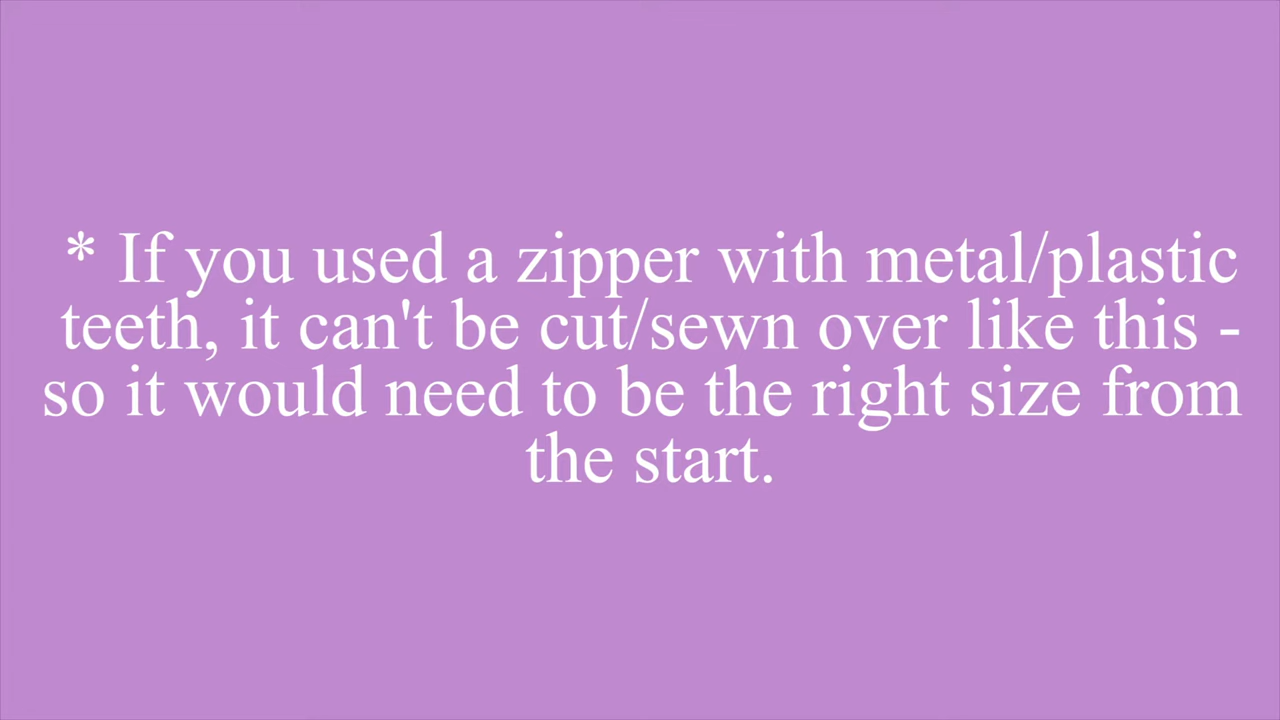 * If you used a zipper with metal/plastic
teeth, it can't be cut/sewn over like this -
so it would need to be the right size from
the start.